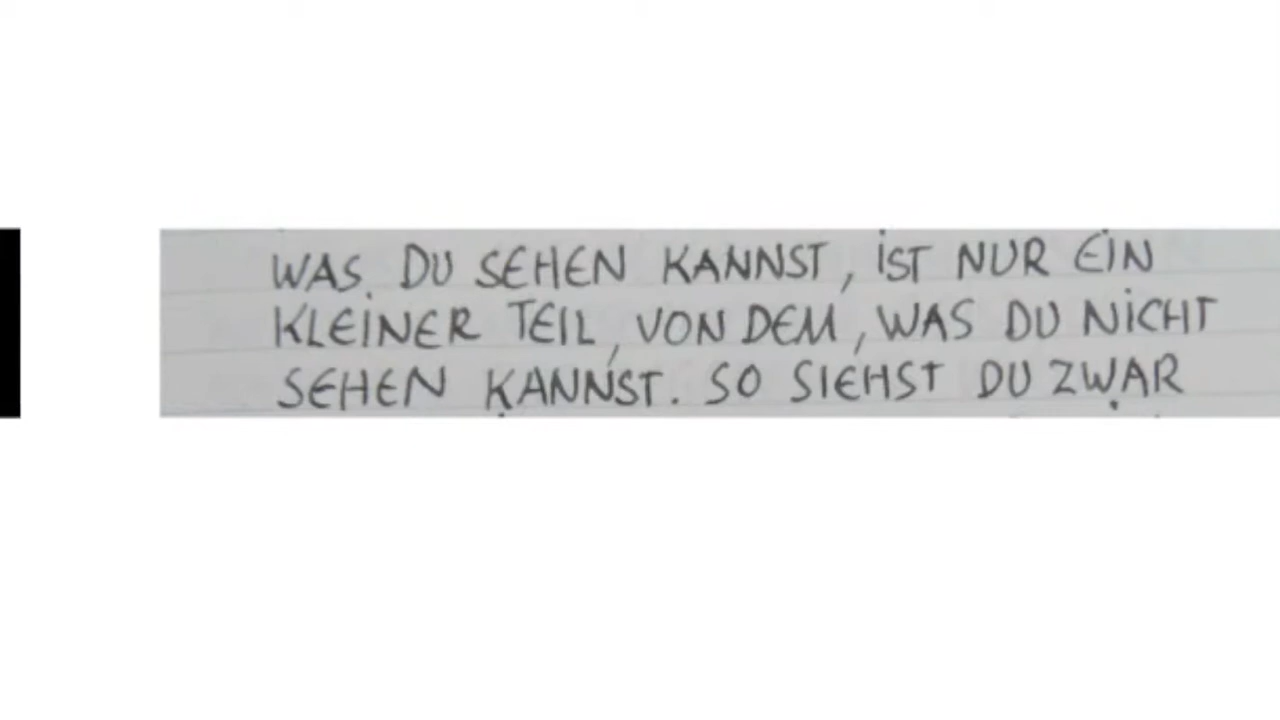 WAS DU SEHEN KANNST, IST NUR EIN
KLEINER TEIL, VON DEM, WAS DU NICHT
SEHEN KANNST. SO SIEHST DU ZWAR